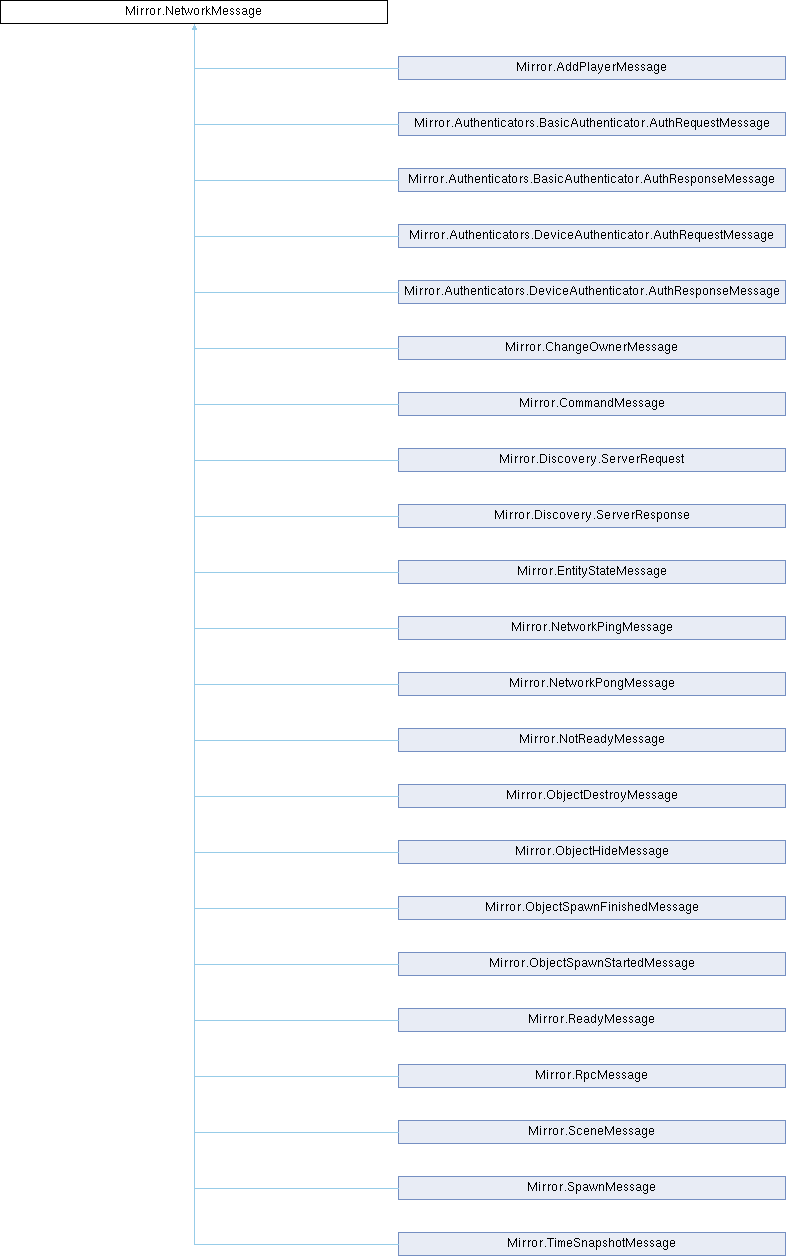 Mirror.NetworkMessage
Mirror.AddPlayerMessage
Mirror.Authenticators.BasicAuthenticator.AuthRequestMessage
Mirror.Authenticators.BasicAuthenticator.AuthResponseMessage
Mirror.Authenticators.DeviceAuthenticator.AuthRequestMessage
Mirror.Authenticators.DeviceAuthenticator.AuthResponseMessage
Mirror.ChangeOwnerMessage
Mirror.CommandMessage
Mirror.Discovery.ServerRequest
Mirror.Discovery.ServerResponse
Mirror.EntityStateMessage
Mirror.NetworkPingMessage
Mirror.NetworkPongMessage
Mirror.NotReadyMessage
Mirror.ObjectDestroyMessage
Mirror.ObjectHideMessage
Mirror.ObjectSpawnFinishedMessage
Mirror.ObjectSpawnStartedMessage
Mirror.ReadyMessage
Mirror.RpcMessage
Mirror.SceneMessage
Mirror.SpawnMessage
Mirror.TimeSnapshotMessage